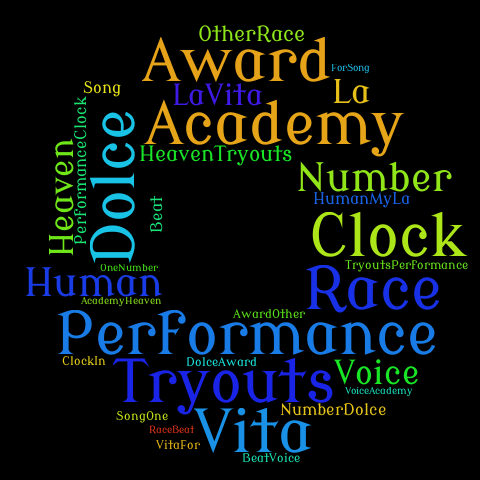 OtherRace
Award
ForSong
Song
LaVita
La
Academy
PerformanceClock
Dolce
Heaven
HeavenTryouts
Number
HumanMyLa
Beat
Clock
OneNumber
TryoutsPerformance
Human
Race
AcademyHeaven
AwardOther
Performance
ClockIn
DolceAward
Voice
Tryouts
VoiceAcademy
NumberDolce
SongOne
Vita
RaceBeat
VitaFor
BeatVoice